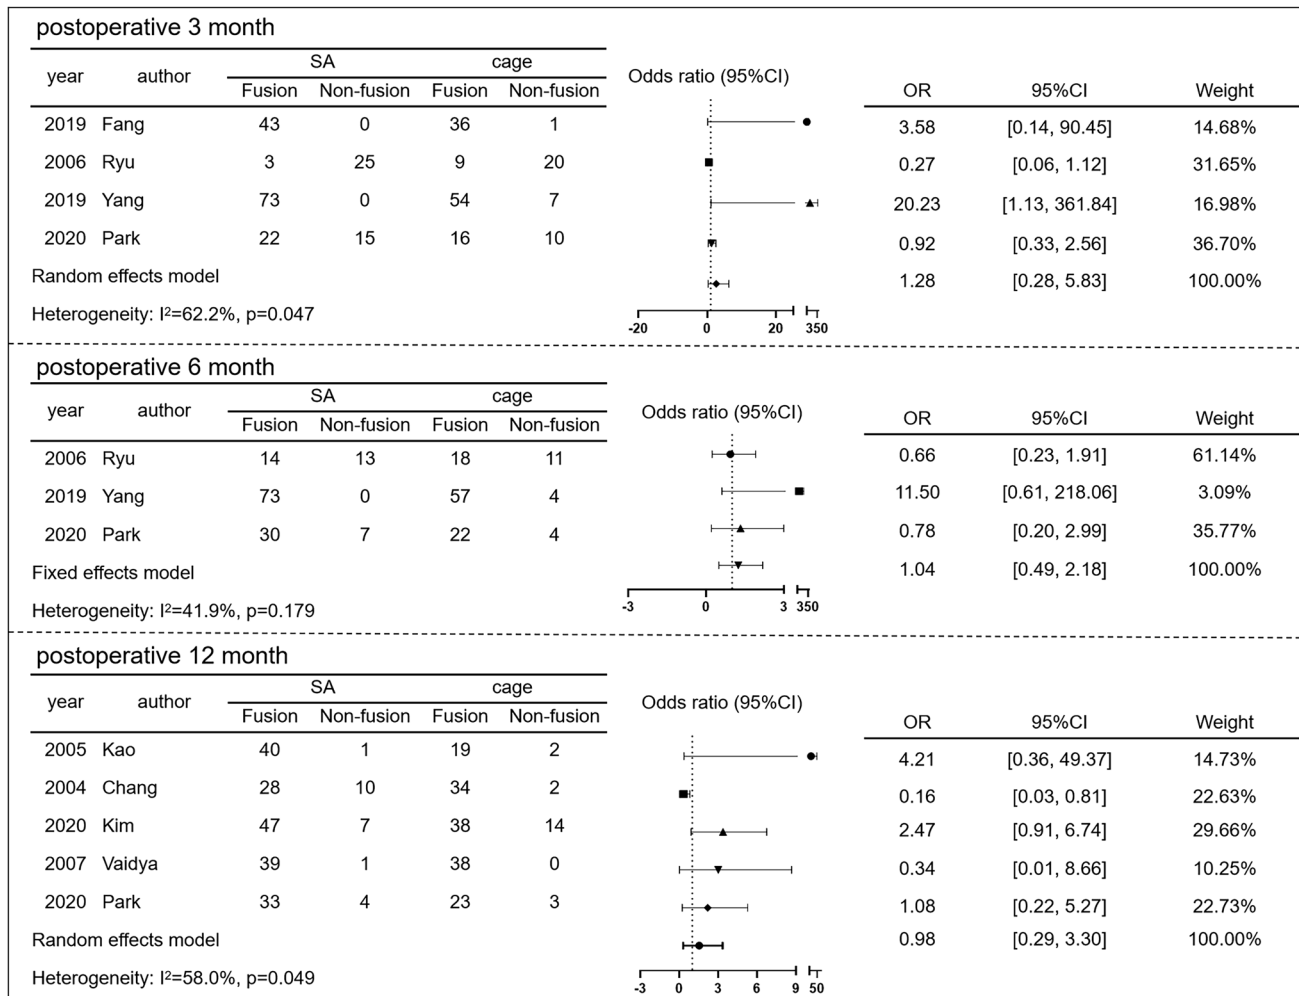 postoperative 3 month
year author SA cage Odds ratio (95%CI) OR 95%CI Weight
Fusion Non-fusion Fusion Non-fusion
2019 Fang 43 0 36 1 3.58 [0.14, 90.45] 14.68%
2006 Ryu 3 25 9 20 0.27 [0.06, 1.12] 31.65%
2019 Yang 73 0 54 7 20.23 [1.13, 361.84] 16.98%
2020 Park 22 15 16 10 0.92 [0.33, 2.56] 36.70%
Random effects model 1.28 [0.28, 5.83] 100.00%
Heterogeneity: I²=62.2%, p=0.047
-20 0 20 350
postoperative 6 month
year author SA cage Odds ratio (95%CI) OR 95%CI Weight
Fusion Non-fusion Fusion Non-fusion
2006 Ryu 14 13 18 11 0.66 [0.23, 1.91] 61.14%
2019 Yang 73 0 57 4 11.50 [0.61, 218.06] 3.09%
2020 Park 30 7 22 4 0.78 [0.20, 2.99] 35.77%
Fixed effects model 1.04 [0.49, 2.18] 100.00%
Heterogeneity: I²=41.9%, p=0.179
-3 0 3 350
postoperative 12 month
year author SA cage Odds ratio (95%CI) OR 95%CI Weight
Fusion Non-fusion Fusion Non-fusion
2005 Kao 40 1 19 2 4.21 [0.36, 49.37] 14.73%
2004 Chang 28 10 34 2 0.16 [0.03, 0.81] 22.63%
2020 Kim 47 7 38 14 2.47 [0.91, 6.74] 29.66%
2007 Vaidya 39 1 38 0 0.34 [0.01, 8.66] 10.25%
2020 Park 33 4 23 3 1.08 [0.22, 5.27] 22.73%
Random effects model 0.98 [0.29, 3.30] 100.00%
Heterogeneity: I²=58.0%, p=0.049
-3 0 3 6 9 50